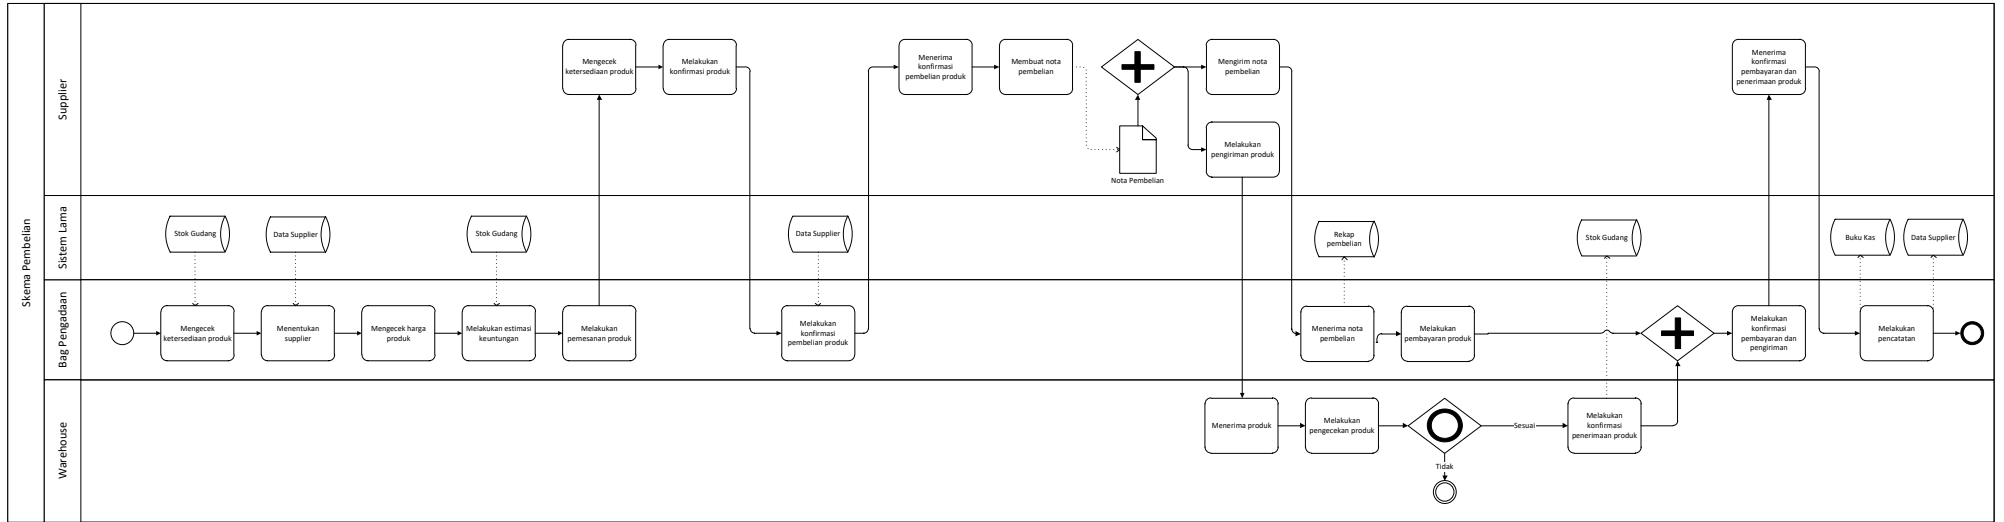 Skema Pembelian
Supplier
Mengecek
ketersediaan produk
Melakukan
konfirmasi produk
Menerima
konfirmasi
pembelian produk
Membuat nota
pembelian
Nota Pembelian
Mengirim nota
pembelian
Melakukan
pengiriman produk
Menerima
konfirmasi
pembayaran dan
penerimaan produk
Sistem Lama
Stok Gudang
Data Supplier
Stok Gudang
Data Supplier
Rekap
pembelian
Stok Gudang
Buku Kas
Data Supplier
Bag Pengadaan
Mengecek
ketersediaan produk
Menentukan
supplier
Mengecek harga
produk
Melakukan estimasi
keuntungan
Melakukan
pemesanan produk
Melakukan
konfirmasi
pembelian produk
Menerima nota
pembelian
Melakukan
pembayaran produk
Melakukan
konfirmasi
pembayaran dan
pengiriman
Melakukan
pencatatan
Warehouse
Menerima produk
Melakukan
pengecekan produk
Sesuai
Tidak
Melakukan
konfirmasi
penerimaan produk